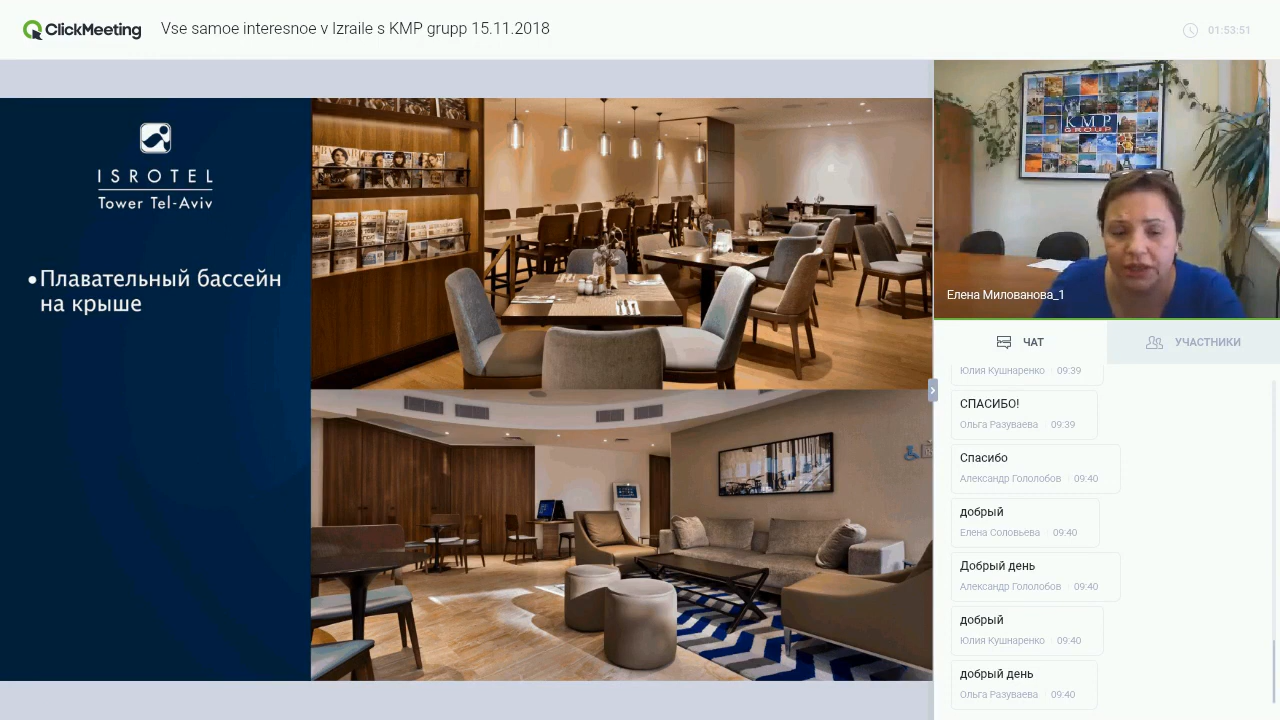 ClickMeeting
Vse samoe interesnoe v Izraile s KMP grupp 15.11.2018
01:53:51
ISROTEL
Tower Tel-Aviv
•Плавательный бассейн
на крыше
KMP
GROUP
Елена Милованова_1
ЧАТ
УЧАСТНИКИ
Юлия Кушнаренко 09:39
СПАСИБО!
Ольга Разуваева 09:39
Спасибо
Александр Гололобов 09:40
добрый
Елена Соловьева 09:40
Добрый день
Александр Гололобов 09:40
добрый
Юлия Кушнаренко 09:40
добрый день
Ольга Разуваева 09:40